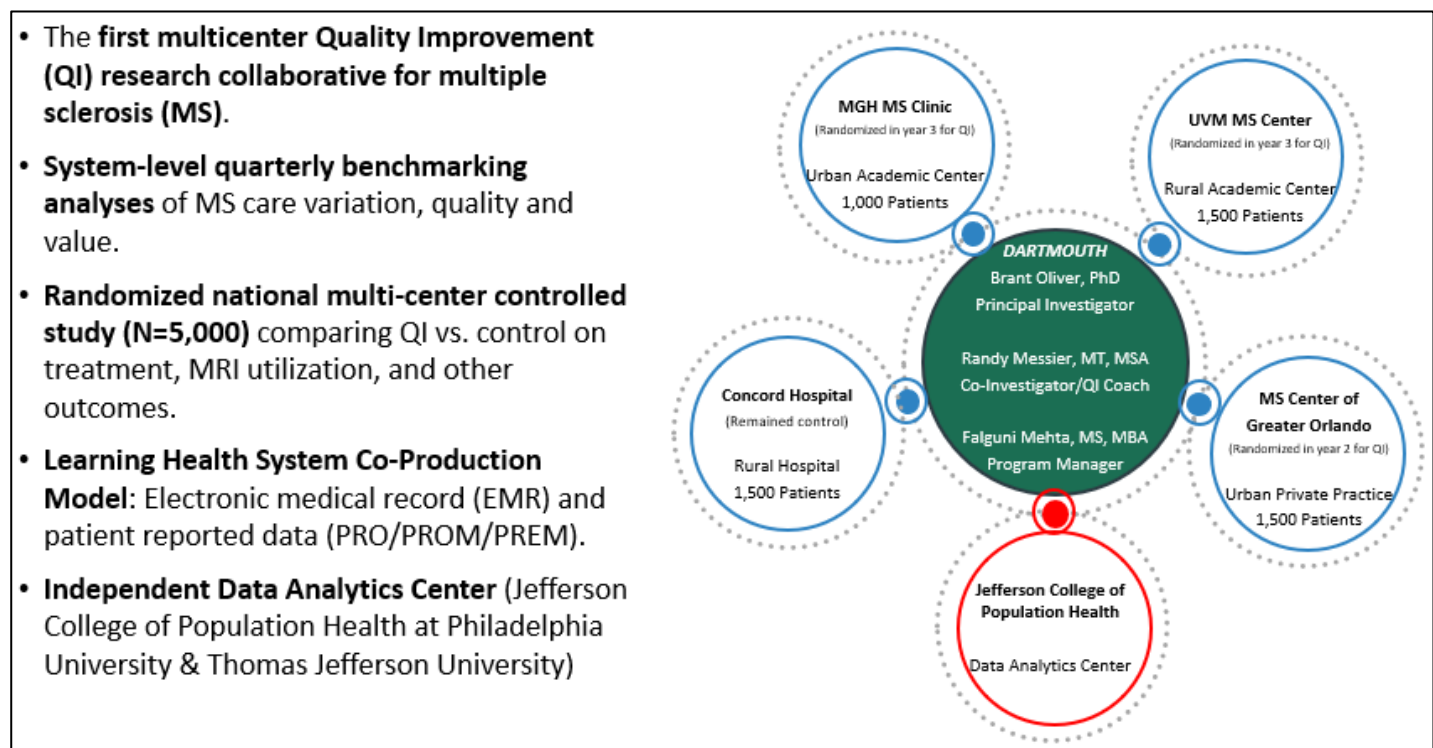 • The first multicenter Quality Improvement
(QI) research collaborative for multiple
sclerosis (MS).
• System-level quarterly benchmarking
analyses of MS care variation, quality and
value.
• Randomized national multi-center controlled
study (N=5,000) comparing QI vs. control on
treatment, MRI utilization, and other
outcomes.
• Learning Health System Co-Production
Model: Electronic medical record (EMR) and
patient reported data (PRO/PROM/PREM).
• Independent Data Analytics Center (Jefferson
College of Population Health at Philadelphia
University & Thomas Jefferson University)
MGH MS Clinic
(Randomized in year 3 for QI)
Urban Academic Center
1,000 Patients
UVM MS Center
(Randomized in year 3 for QI)
Rural Academic Center
1,500 Patients
DARTMOUTH
Brant Oliver, PhD
Principal Investigator
Randy Messier, MT, MSA
Co-Investigator/QI Coach
Falguni Mehta, MS, MBA
Program Manager
Concord Hospital
(Remained control)
Rural Hospital
1,500 Patients
MS Center of
Greater Orlando
(Randomized in year 2 for QI)
Urban Private Practice
1,500 Patients
Jefferson College of
Population Health
Data Analytics Center